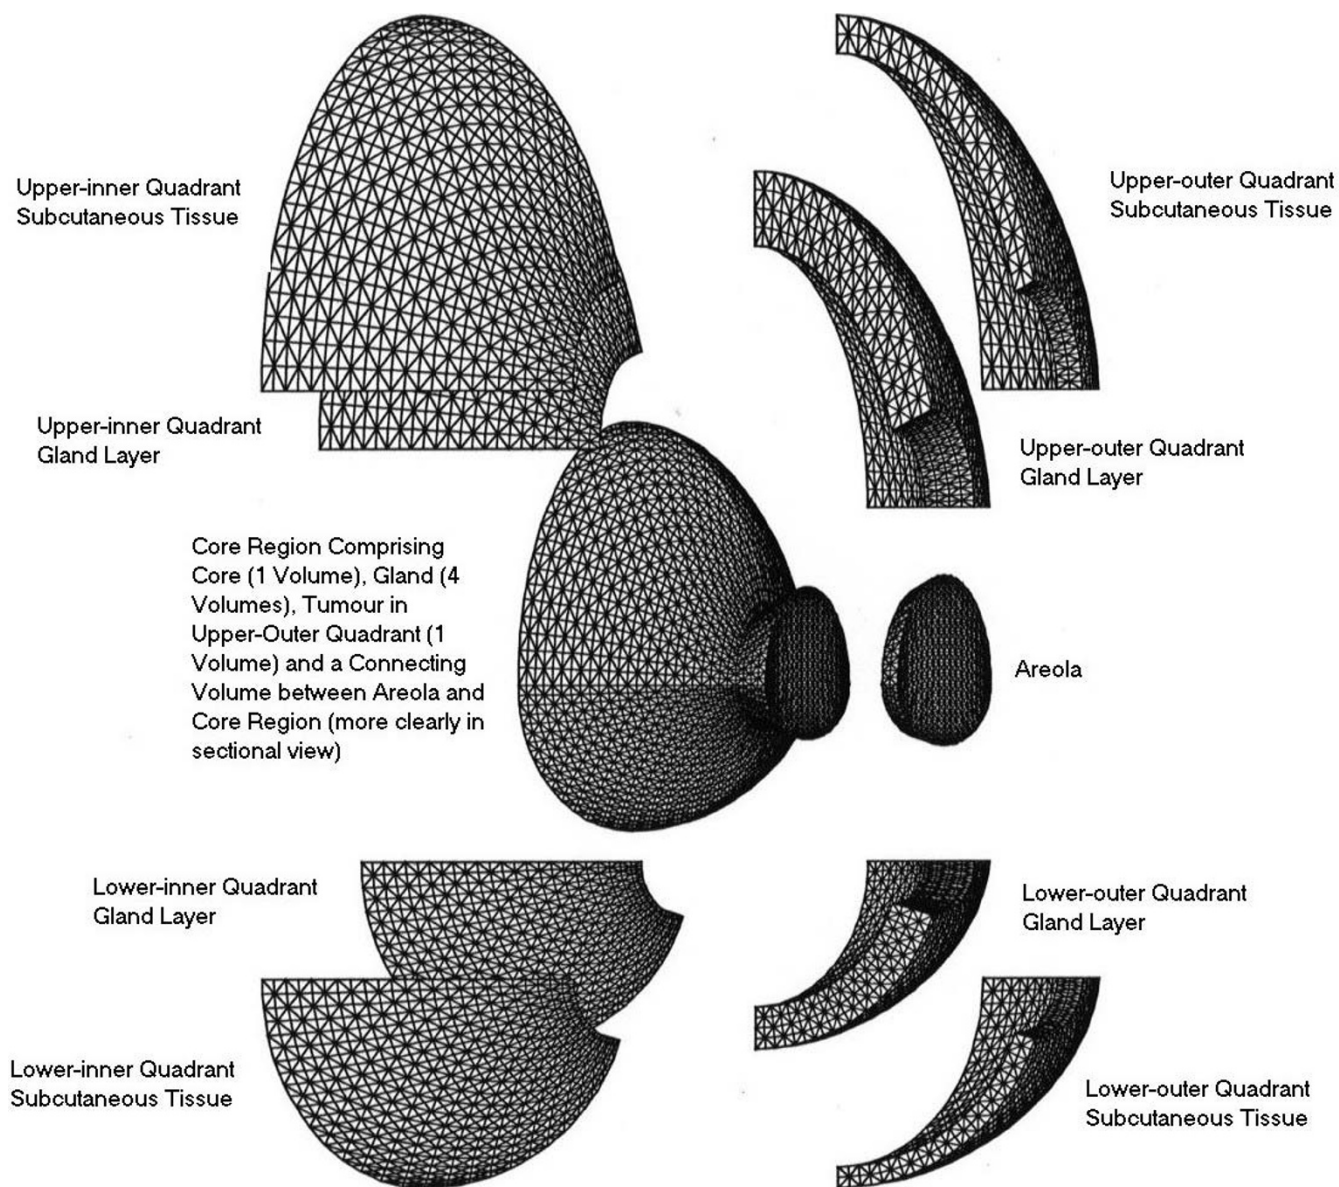 Upper-inner Quadrant
Subcutaneous Tissue
Upper-outer Quadrant
Subcutaneous Tissue
Upper-inner Quadrant
Gland Layer
Upper-outer Quadrant
Gland Layer
Core Region Comprising
Core (1 Volume), Gland (4
Volumes), Tumour in
Upper-Outer Quadrant (1
Volume) and a Connecting
Volume between Areola and
Core Region (more clearly in
sectional view)
Areola
Lower-inner Quadrant
Gland Layer
Lower-outer Quadrant
Gland Layer
Lower-inner Quadrant
Subcutaneous Tissue
Lower-outer Quadrant
Subcutaneous Tissue